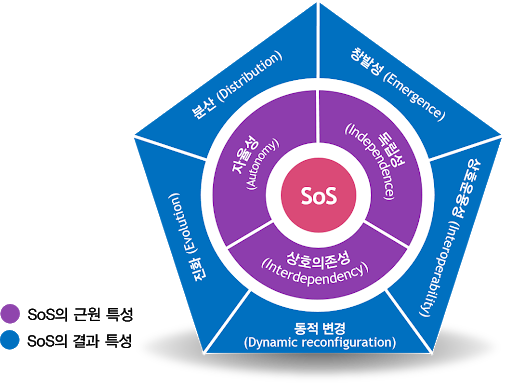 분산 (Distribution)
창발성 (Emergence)
자율성
(Autonomy)
독립성
(Independence)
SoS
상호의존성
(Interdependency)
진화 (Evolution)
상호운용성 (Interoperability)
동적 변경
(Dynamic reconfiguration)
SoS의 근원 특성
SoS의 결과 특성